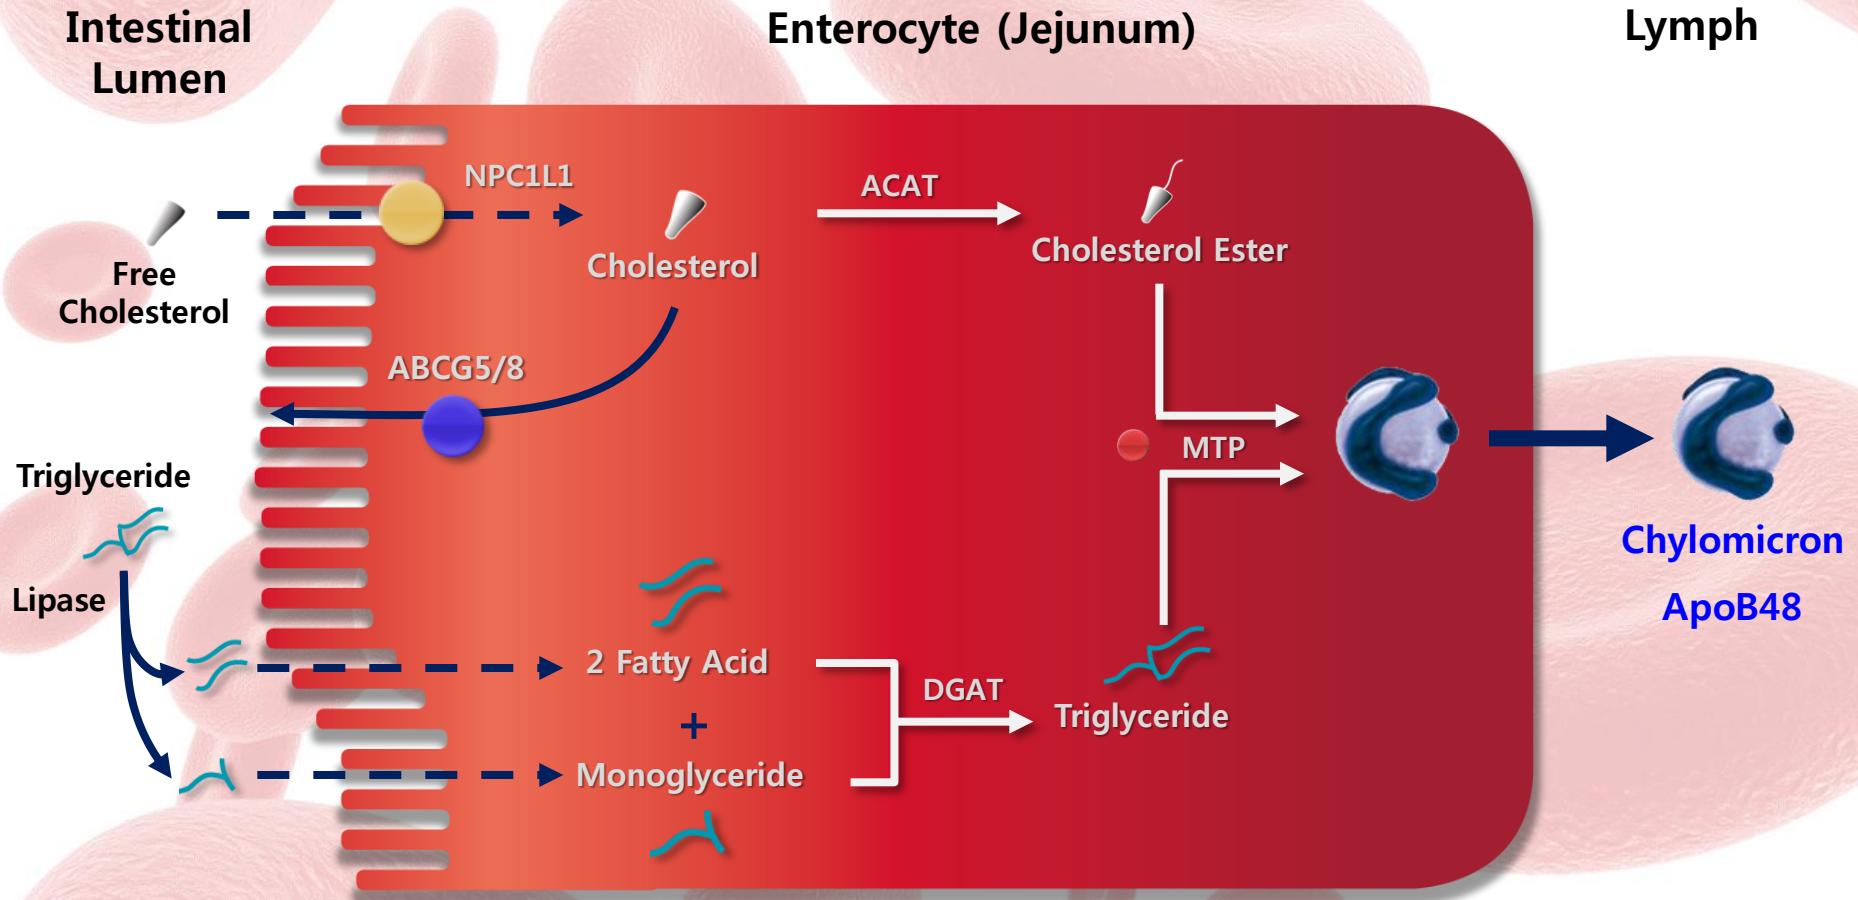 Intestinal
Lumen
Enterocyte (Jejunum)
Lymph
NPC1L1
ACAT
Free
Cholesterol
Cholesterol
Cholesterol Ester
ABCG5/8
MTP
Triglyceride
Lipase
Chylomicron
ApoB48
2 Fatty Acid
+
Monoglyceride
DGAT
Triglyceride